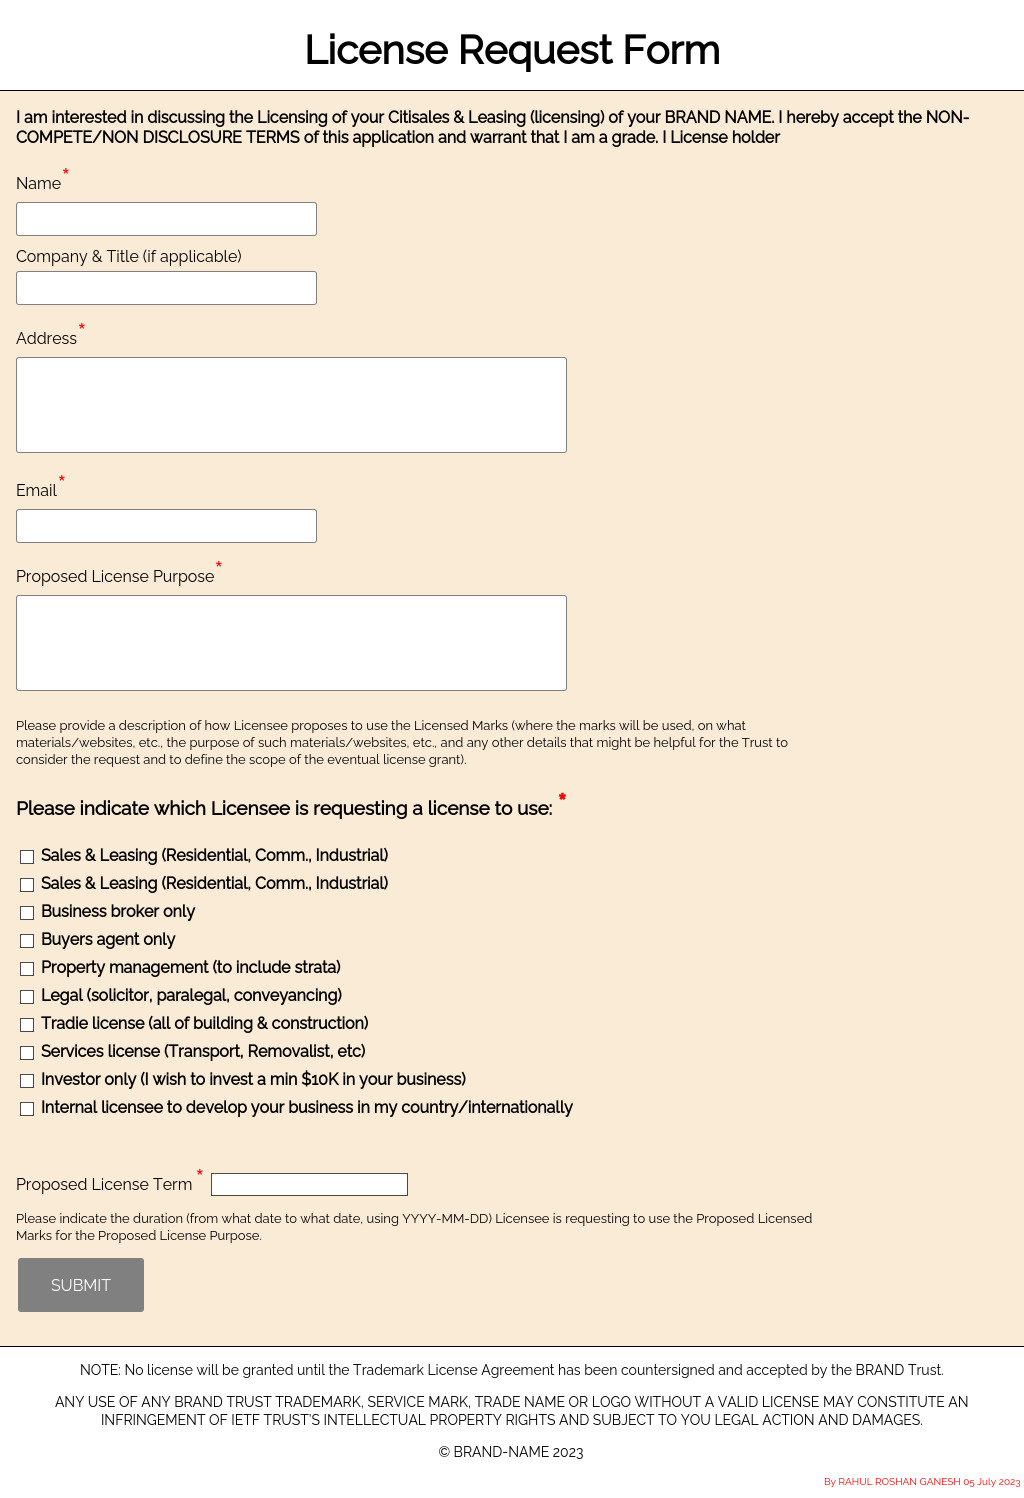 License Request Form
I am interested in discussing the Licensing of your Citisales & Leasing (licensing) of your BRAND NAME. I hereby accept the NON-
COMPETE/NON DISCLOSURE TERMS of this application and warrant that I am a grade. I License holder
Name*
Company & Title (if applicable)
Address*
Email*
Proposed License Purpose*
Please provide a description of how Licensee proposes to use the Licensed Marks (where the marks will be used, on what
materials/websites, etc., the purpose of such materials/websites, etc., and any other details that might be helpful for the Trust to
consider the request and to define the scope of the eventual license grant).
Please indicate which Licensee is requesting a license to use: *
Sales & Leasing (Residential, Comm., Industrial)
Sales & Leasing (Residential, Comm., Industrial)
Business broker only
Buyers agent only
Property management (to include strata)
Legal (solicitor, paralegal, conveyancing)
Tradie license (all of building & construction)
Services license (Transport, Removalist, etc)
Investor only (I wish to invest a min $10K in your business)
Internal licensee to develop your business in my country/internationally
Proposed License Term *
Please indicate the duration (from what date to what date, using YYYY-MM-DD) Licensee is requesting to use the Proposed Licensed
Marks for the Proposed License Purpose.
SUBMIT
NOTE: No license will be granted until the Trademark License Agreement has been countersigned and accepted by the BRAND Trust.
ANY USE OF ANY BRAND TRUST TRADEMARK, SERVICE MARK, TRADE NAME OR LOGO WITHOUT A VALID LICENSE MAY CONSTITUTE AN
INFRINGEMENT OF IETF TRUST'S INTELLECTUAL PROPERTY RIGHTS AND SUBJECT TO YOU LEGAL ACTION AND DAMAGES.
© BRAND-NAME 2023
By RAHUL ROSHAN GANESH 05 July 2023